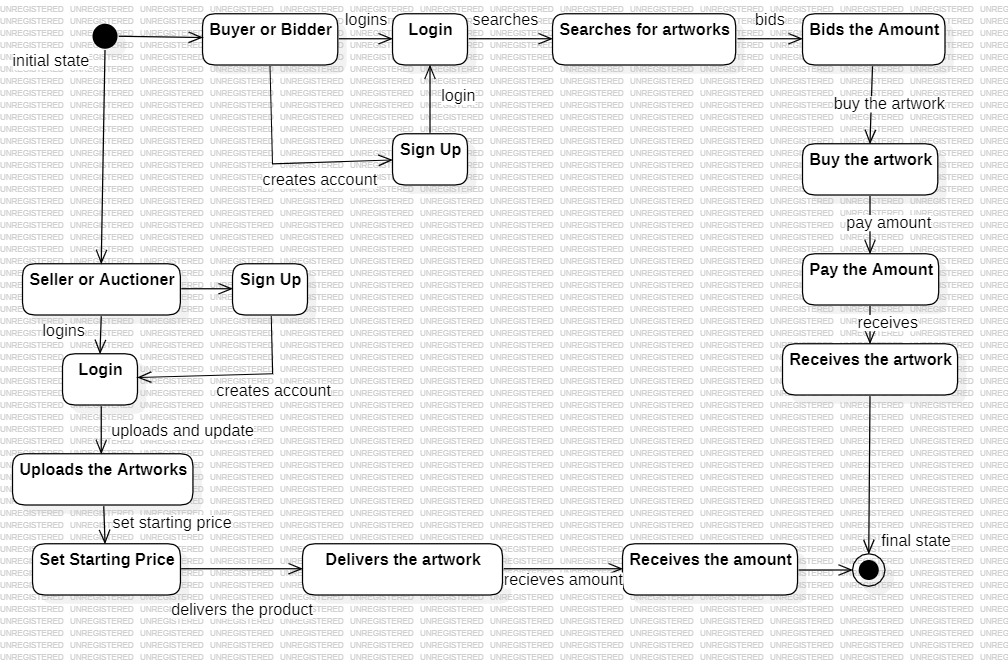 logins
searches
bids
Buyer or Bidder
Login
Searches for artworks
Bids the Amount
initial state
login
buy the artwork
Sign Up
Buy the artwork
creates account
pay amount
Seller or Auctioner
Sign Up
Pay the Amount
logins
receives
Login
Receives the artwork
creates account
uploads and update
Uploads the Artworks
set starting price
final state
Set Starting Price
Delivers the artwork
Receives the amount
recieves amount
delivers the product
UNREGISTERED